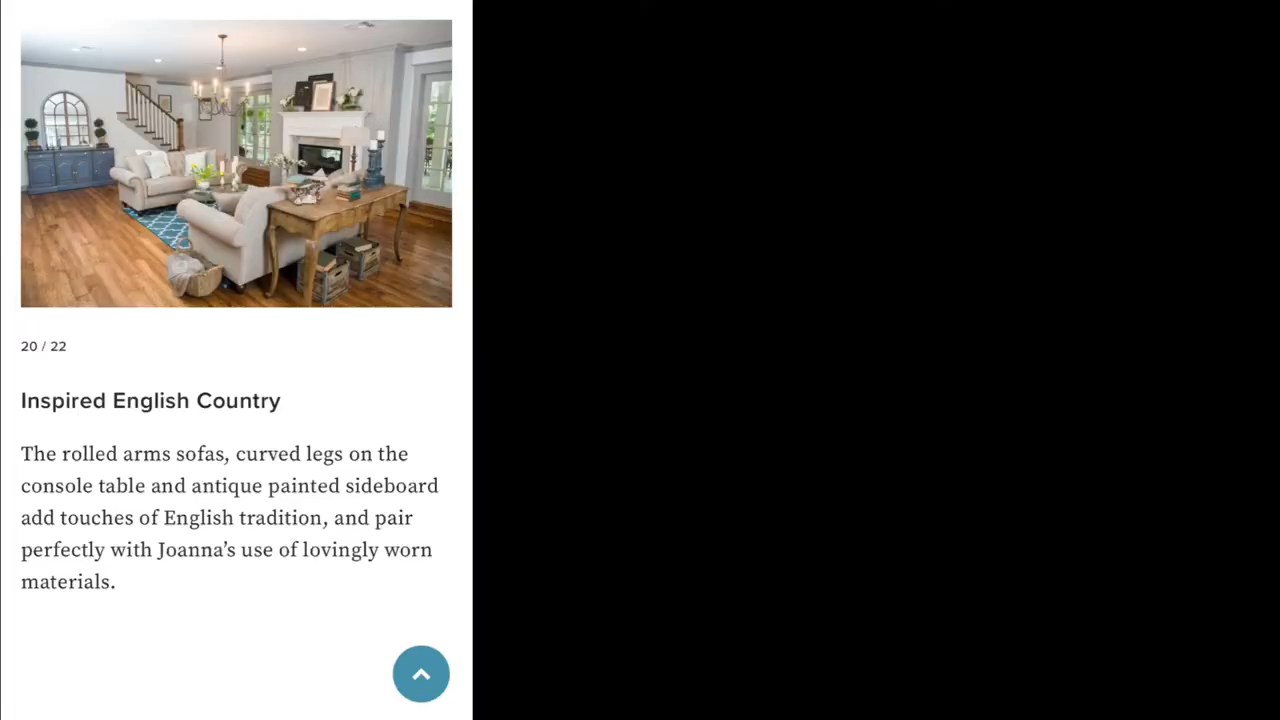 20 / 22
Inspired English Country
The rolled arms sofas, curved legs on the
console table and antique painted sideboard
add touches of English tradition, and pair
perfectly with Joanna’s use of lovingly worn
materials.